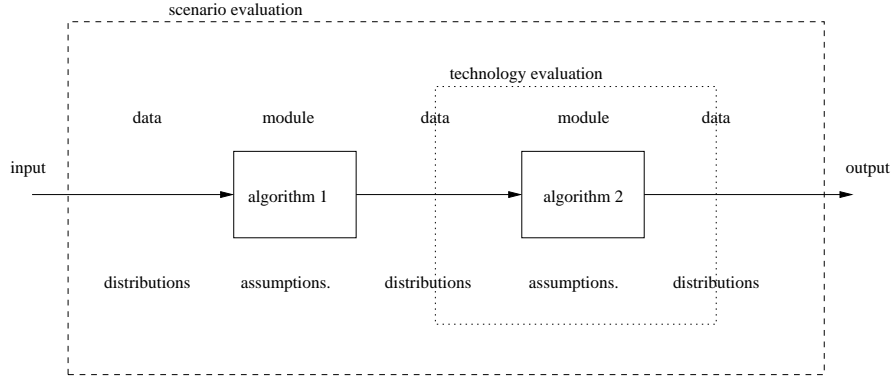 scenario evaluation
technology evaluation
data module data module data
input output
algorithm 1 algorithm 2
distributions assumptions. distributions assumptions. distributions